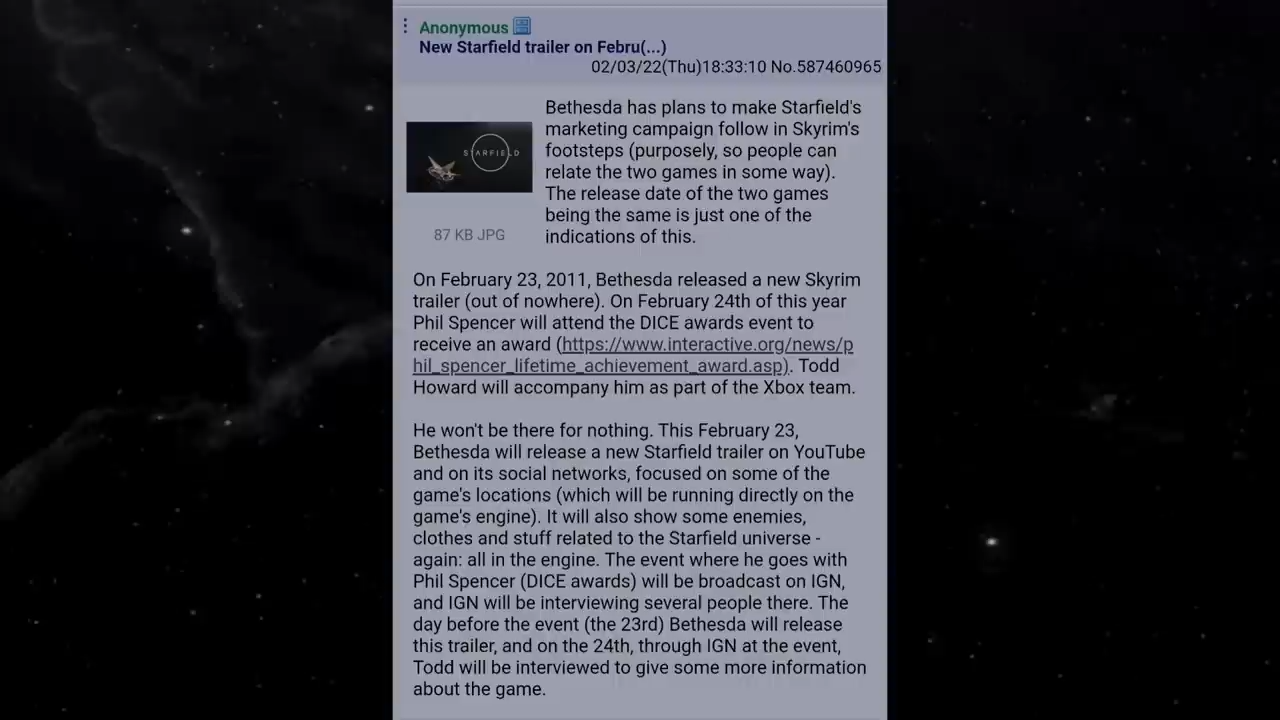 Anonymous
New Starfield trailer on Febru(...)
02/03/22(Thu)18:33:10 No.587460965
STARFIELD
87 KB JPG
Bethesda has plans to make Starfield's
marketing campaign follow in Skyrim's
footsteps (purposely, so people can
relate the two games in some way).
The release date of the two games
being the same is just one of the
indications of this.
On February 23, 2011, Bethesda released a new Skyrim
trailer (out of nowhere). On February 24th of this year
Phil Spencer will attend the DICE awards event to
receive an award (https://www.interactive.org/news/p
hil_spencer_lifetime_achievement_award.asp). Todd
Howard will accompany him as part of the Xbox team.
He won't be there for nothing. This February 23,
Bethesda will release a new Starfield trailer on YouTube
and on its social networks, focused on some of the
game's locations (which will be running directly on the
game's engine). It will also show some enemies,
clothes and stuff related to the Starfield universe -
again: all in the engine. The event where he goes with
Phil Spencer (DICE awards) will be broadcast on IGN,
and IGN will be interviewing several people there. The
day before the event (the 23rd) Bethesda will release
this trailer, and on the 24th, through IGN at the event,
Todd will be interviewed to give some more information
about the game.